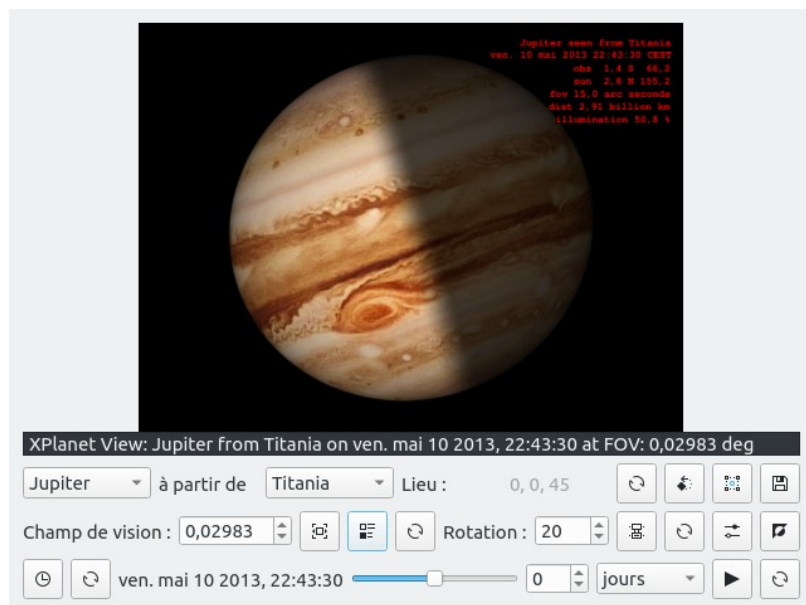 Jupiter seen from Titania
ven. 10 mai 2013 22:43:30 CEST
obs 1,4 S 66,2
sun 2,8 N 155,2
fov 15,0 arc seconds
dist 2,91 billion km
illumination 50,8 %
XPlanet View: Jupiter from Titania on ven. mai 10 2013, 22:43:30 at FOV: 0,02983 deg
Jupiter à partir de Titania Lieu : 0, 0, 45
Champ de vision : 0,02983 Rotation : 20
ven. mai 10 2013, 22:43:30 0 jours